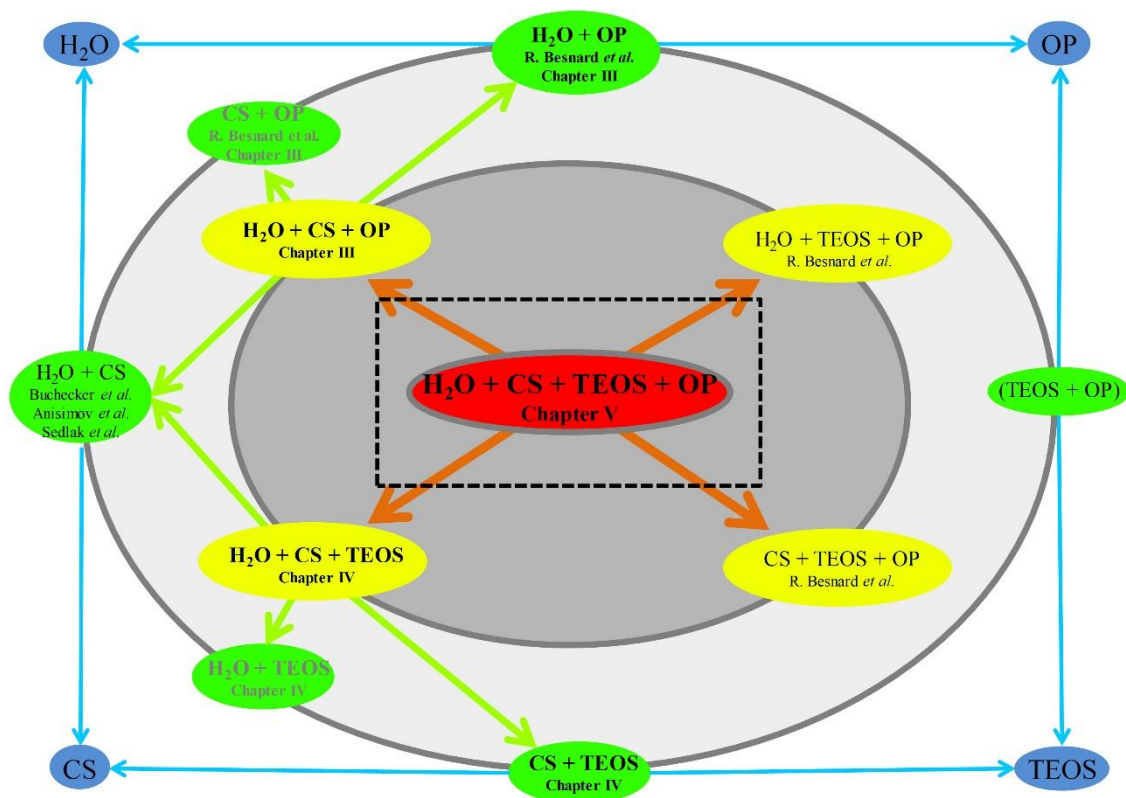 H₂O
H₂O + OP
R. Besnard et al.
Chapter III
OP
CS + OP
R. Besnard et al.
Chapter III
H₂O + CS + OP
Chapter III
H₂O + TEOS + OP
R. Besnard et al.
H₂O + CS
Buchecker et al.
Anisimov et al.
Sedlak et al.
H₂O + CS + TEOS + OP
Chapter V
(TEOS + OP)
H₂O + CS + TEOS
Chapter IV
CS + TEOS + OP
R. Besnard et al.
H₂O + TEOS
Chapter IV
CS
CS + TEOS
Chapter IV
TEOS